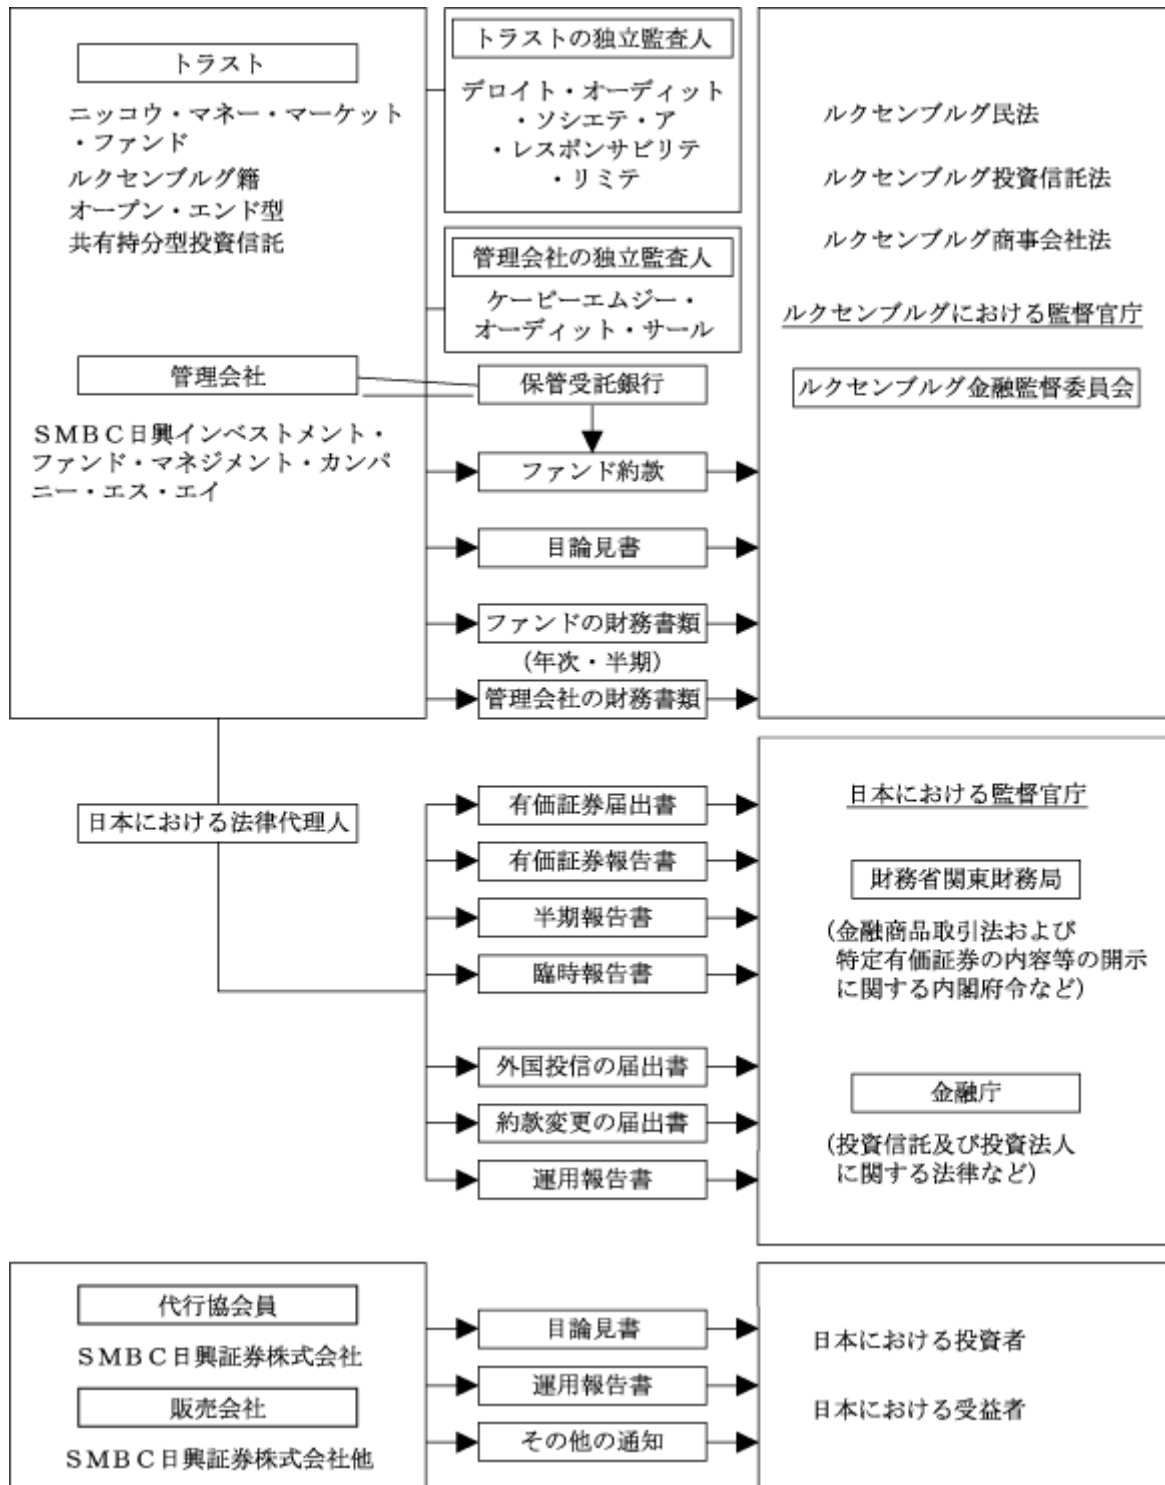 トラスト
ニッコウ・マネー・マーケット
・ファンド
ルクセンブルグ籍
オープン・エンド型
共有持分型投資信託
管理会社
ＳＭＢＣ日興インベストメント・
ファンド・マネジメント・カンパ
ニー・エス・エイ
トラストの独立監査人
デロイト・オーディット
・ソシエテ・ア
・レスポンサビリテ
・リミテ
管理会社の独立監査人
ケーピーエムジー・
オーディット・サール
保管受託銀行
ファンド約款
目論見書
ファンドの財務書類
(年次・半期)
管理会社の財務書類
ルクセンブルグ民法
ルクセンブルグ投資信託法
ルクセンブルグ商事会社法
ルクセンブルグにおける監督官庁
ルクセンブルグ金融監督委員会
日本における法律代理人
有価証券届出書
有価証券報告書
半期報告書
臨時報告書
外国投信の届出書
約款変更の届出書
運用報告書
日本における監督官庁
財務省関東財務局
(金融商品取引法および
特定有価証券の内容等の開示
に関する内閣府令など)
金融庁
(投資信託及び投資法人
に関する法律など)
代行協会員
ＳＭＢＣ日興証券株式会社
販売会社
ＳＭＢＣ日興証券株式会社他
目論見書
運用報告書
その他の通知
日本における投資者
日本における受益者